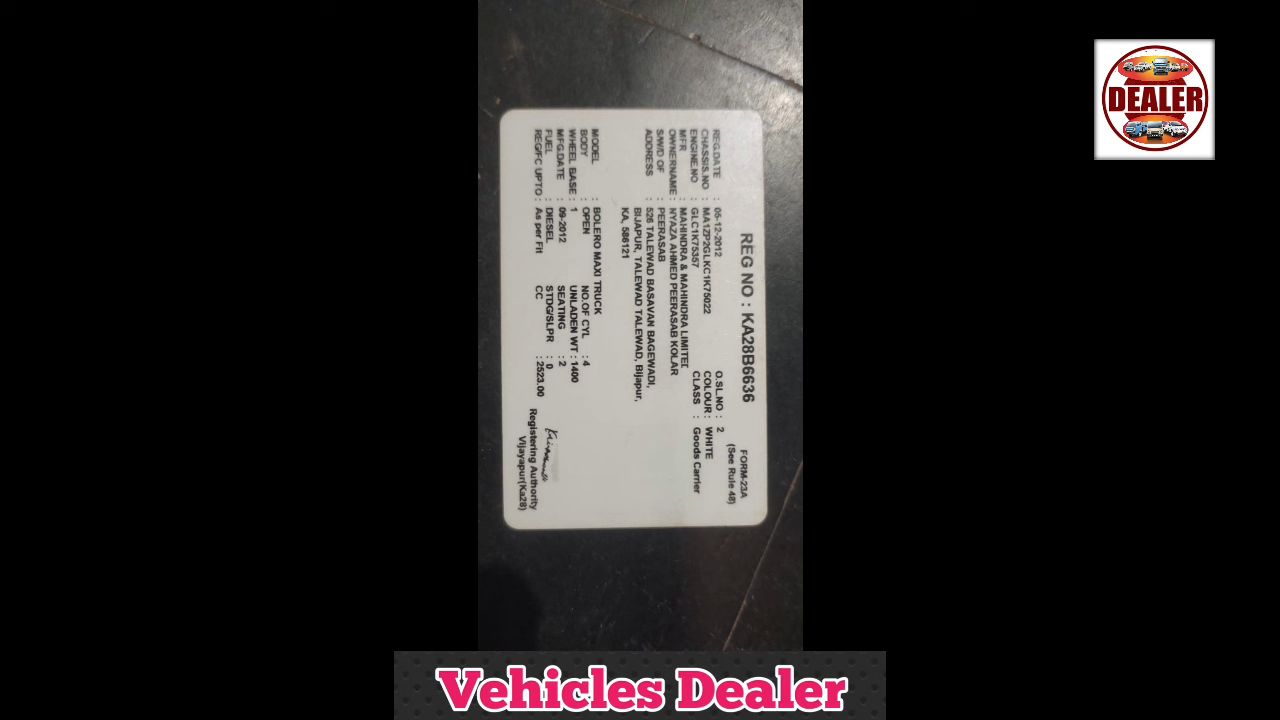 REG NO : KA28B6636
FORM-23A
(See Rule 48)
REG.DATE : 05-12-2012 O.SL.NO : 2
CHASSIS.NO : MA1ZP2GLKC1K75022 COLOUR : WHITE
ENGINE.NO : GLC1K75357 CLASS : Goods Carrier
MFR : MAHINDRA & MAHINDRA LIMITED
OWNERNAME : NYAZA AHMED PEERASAB KOLAR
S/W/D OF : PEERASAB
ADDRESS : 526 TALEWAD BASAVAN BAGEWADI,
BIJAPUR, TALEWAD TALEWAD, Bijapur,
KA, 586121
MODEL : BOLERO MAXI TRUCK
BODY : OPEN NO.OF CYL : 4
WHEEL BASE : 1 UNLADEN WT : 1400
MFG.DATE : 09-2012 SEATING : 2
FUEL : DIESEL STDG/SLPR : 0
REG/FC UPTO : As per Fit CC : 2523.00
Registering Authority
Vijayapur(Ka28)
DEALER
Vehicles Dealer